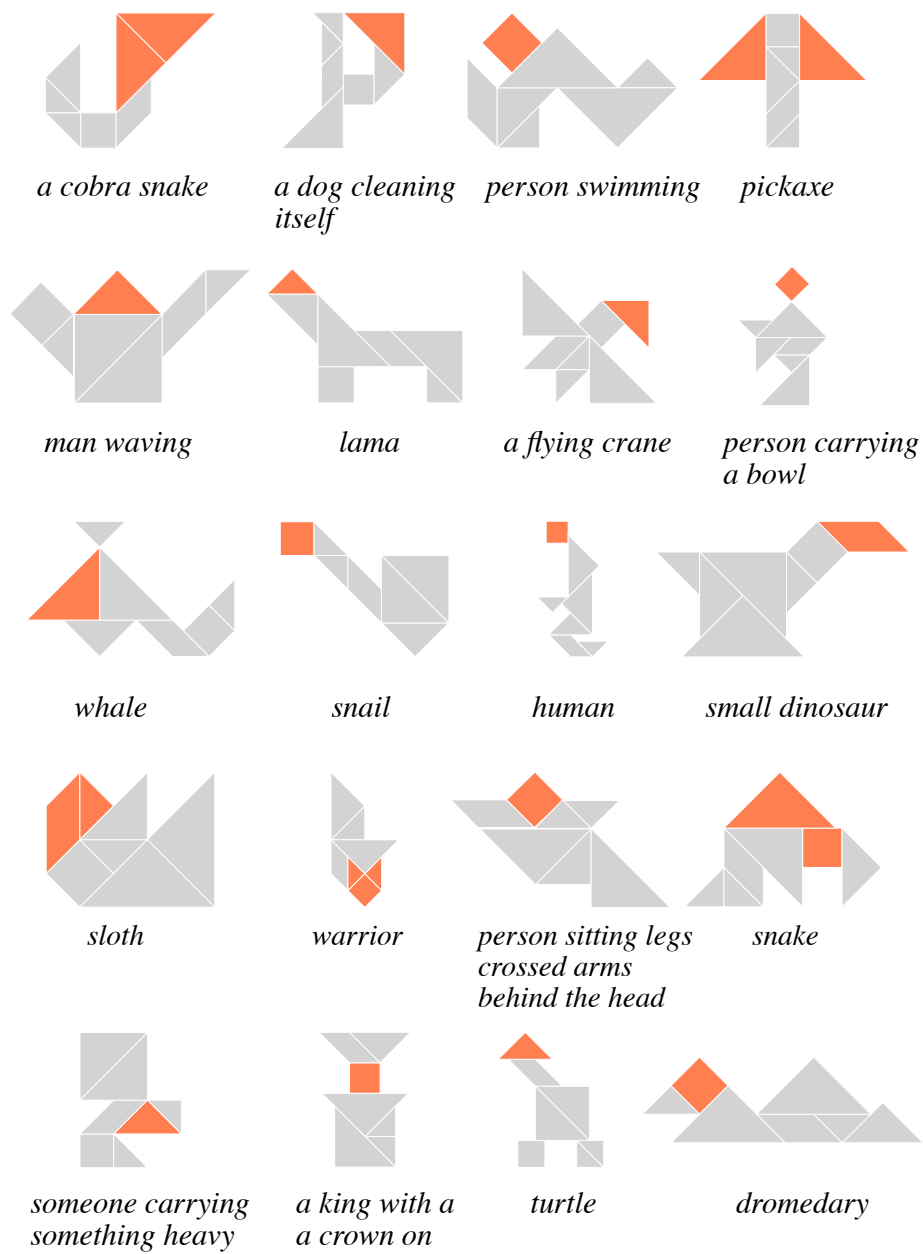 a cobra snake
a dog cleaning
itself
person swimming
pickaxe
man waving
lama
a flying crane
person carrying
a bowl
whale
snail
human
small dinosaur
sloth
warrior
person sitting legs
crossed arms
behind the head
snake
someone carrying
something heavy
a king with a
a crown on
turtle
dromedary